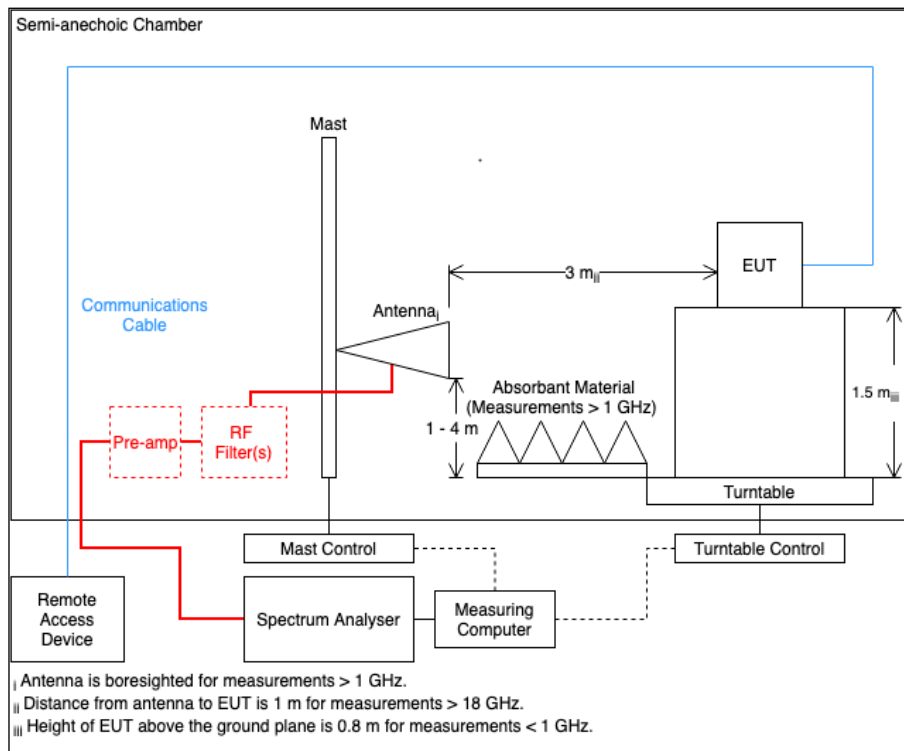 Semi-anechoic Chamber
Mast
EUT
3 m ii
Communications
Cable
Antenna i
Absorbant Material
(Measurements > 1 GHz)
1.5 m iii
1 - 4 m
Pre-amp
RF
Filter(s)
Turntable
Mast Control
Turntable Control
Remote
Access
Device
Spectrum Analyser
Measuring
Computer
i Antenna is boresighted for measurements > 1 GHz.
ii Distance from antenna to EUT is 1 m for measurements > 18 GHz.
iii Height of EUT above the ground plane is 0.8 m for measurements < 1 GHz.